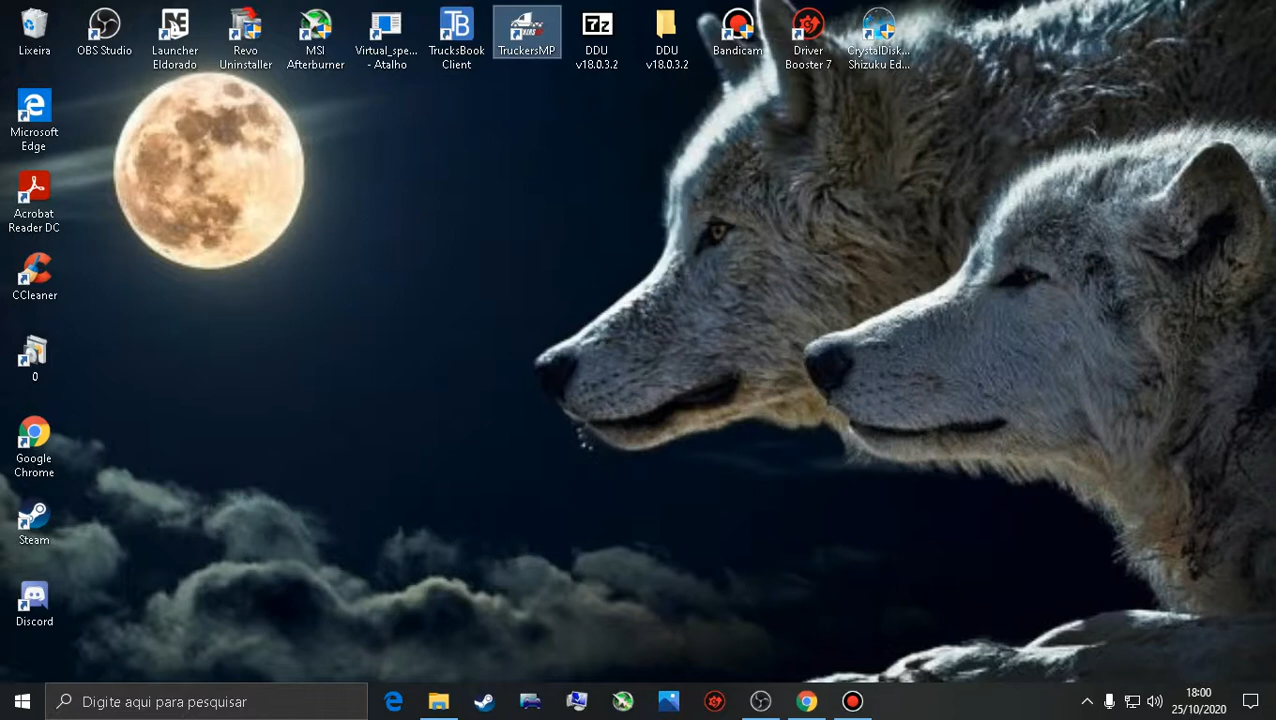 Lixeira
OBS Studio
Launcher
Eldorado
Revo
Uninstaller
MSI
Afterburner
Virtual_spe...
- Atalho
TrucksBook
Client
TruckersMP
DDU
v18.0.3.2
DDU
v18.0.3.2
Bandicam
Driver
Booster 7
CrystalDisk...
Shizuku Ed...
Microsoft
Edge
Acrobat
Reader DC
CCleaner
0
Google
Chrome
Steam
Discord
Digite aqui para pesquisar
18:00
25/10/2020